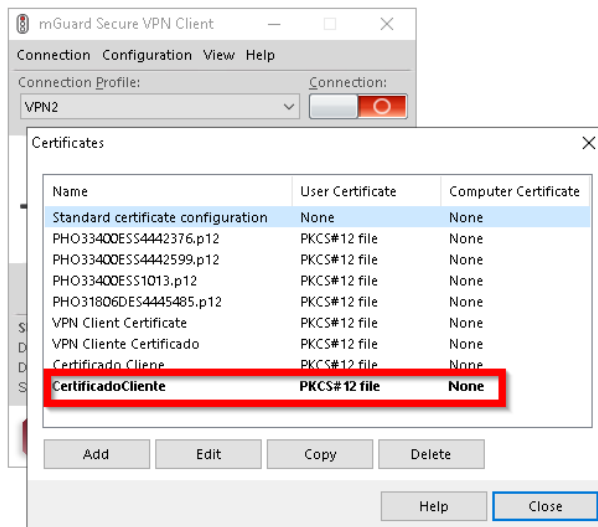 mGuard Secure VPN Client
Connection Configuration View Help
Connection Profile: Connection:
VPN2
Certificates
Name User Certificate Computer Certificate
Standard certificate configuration None None
PHO33400ESS4442376.p12 PKCS#12 file None
PHO33400ESS4442599.p12 PKCS#12 file None
PHO33400ESS1013.p12 PKCS#12 file None
PHO31806DES4445485.p12 PKCS#12 file None
VPN Client Certificate PKCS#12 file None
VPN Cliente Certificado PKCS#12 file None
Certificado Cliene PKCS#12 file None
CertificadoCliente PKCS#12 file None
Add Edit Copy Delete
Help Close